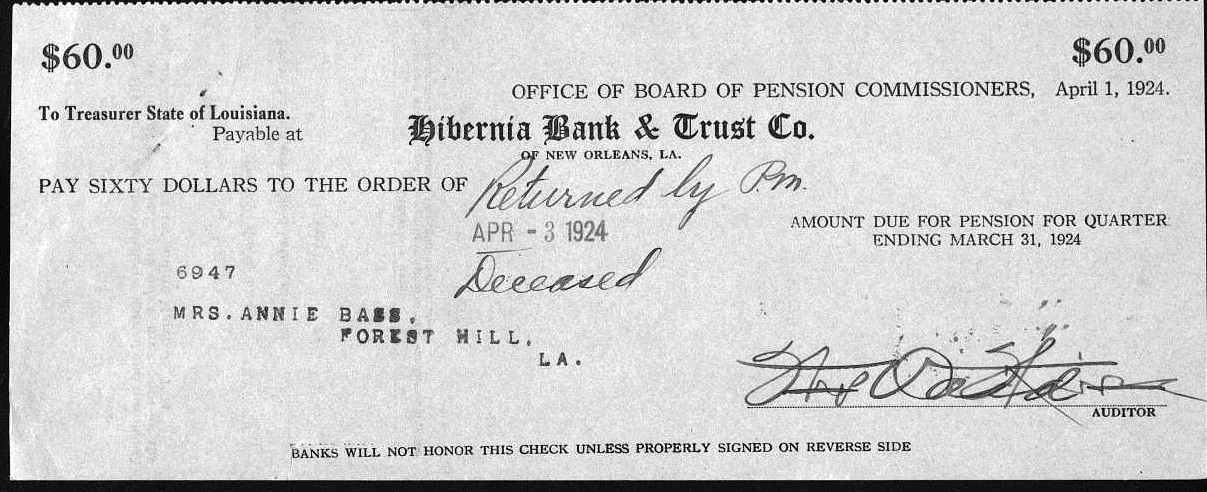 $60.00
$60.00
OFFICE OF BOARD OF PENSION COMMISSIONERS, April 1, 1924.
To Treasurer State of Louisiana.
Payable at
Hibernia Bank & Trust Co.
OF NEW ORLEANS, LA.
PAY SIXTY DOLLARS TO THE ORDER OF
Returned by P.m.
APR - 3 1924
AMOUNT DUE FOR PENSION FOR QUARTER
ENDING MARCH 31, 1924
Deceased
6947
MRS. ANNIE BASS,
FOREST HILL,
LA.
AUDITOR
BANKS WILL NOT HONOR THIS CHECK UNLESS PROPERLY SIGNED ON REVERSE SIDE